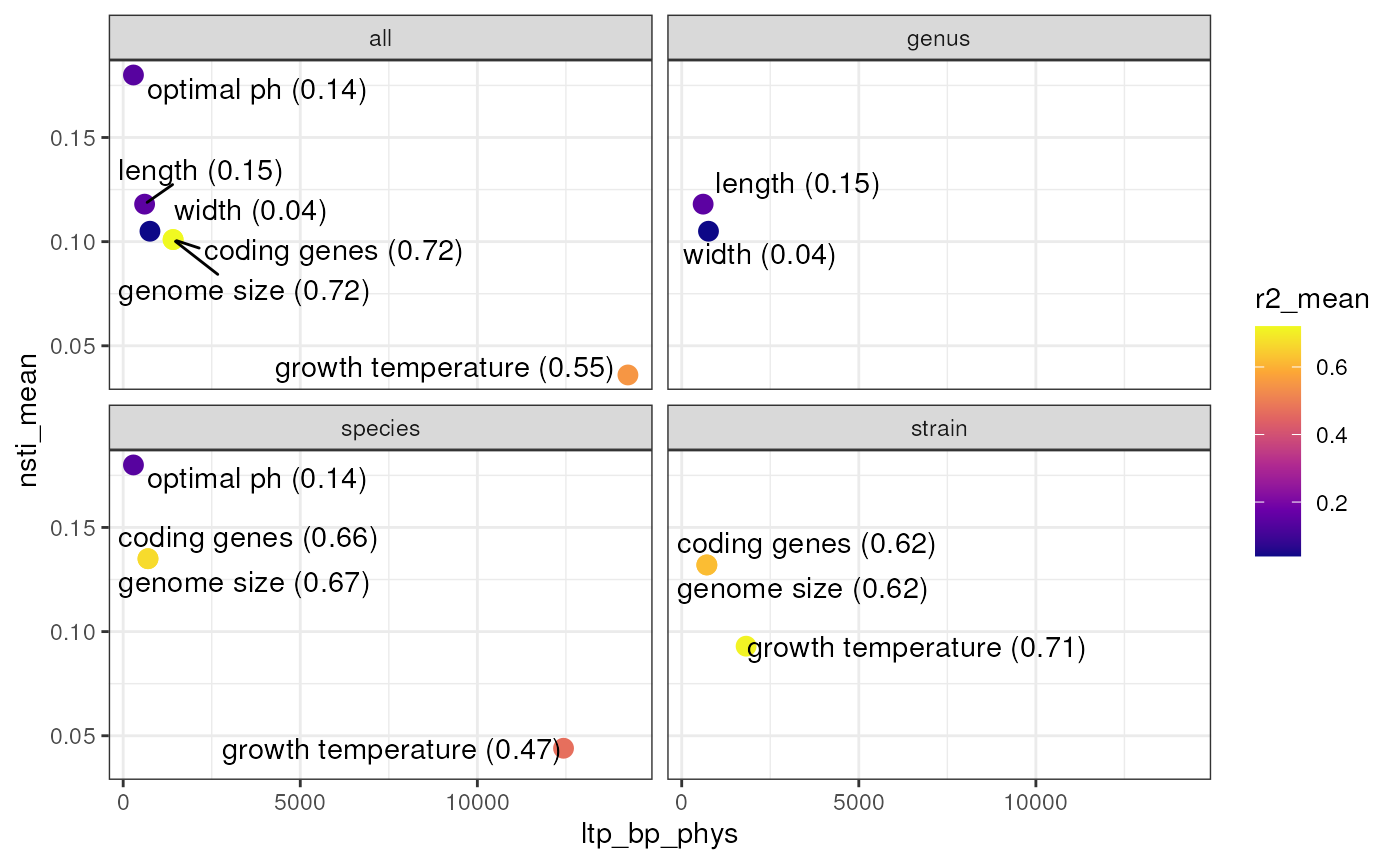 all
genus
optimal ph (0.14)
0.15
length (0.15)
width (0.04)
0.10
coding genes (0.72)
genome size (0.72)
0.05
growth temperature (0.55)
length (0.15)
width (0.04)
species
strain
optimal ph (0.14)
0.15
coding genes (0.66)
genome size (0.67)
0.10
0.05
growth temperature (0.47)
coding genes (0.62)
genome size (0.62)
growth temperature (0.71)
0
5000
10000
0
5000
10000
ltp_bp_phys
nsti_mean
r2_mean
0.6
0.4
0.2